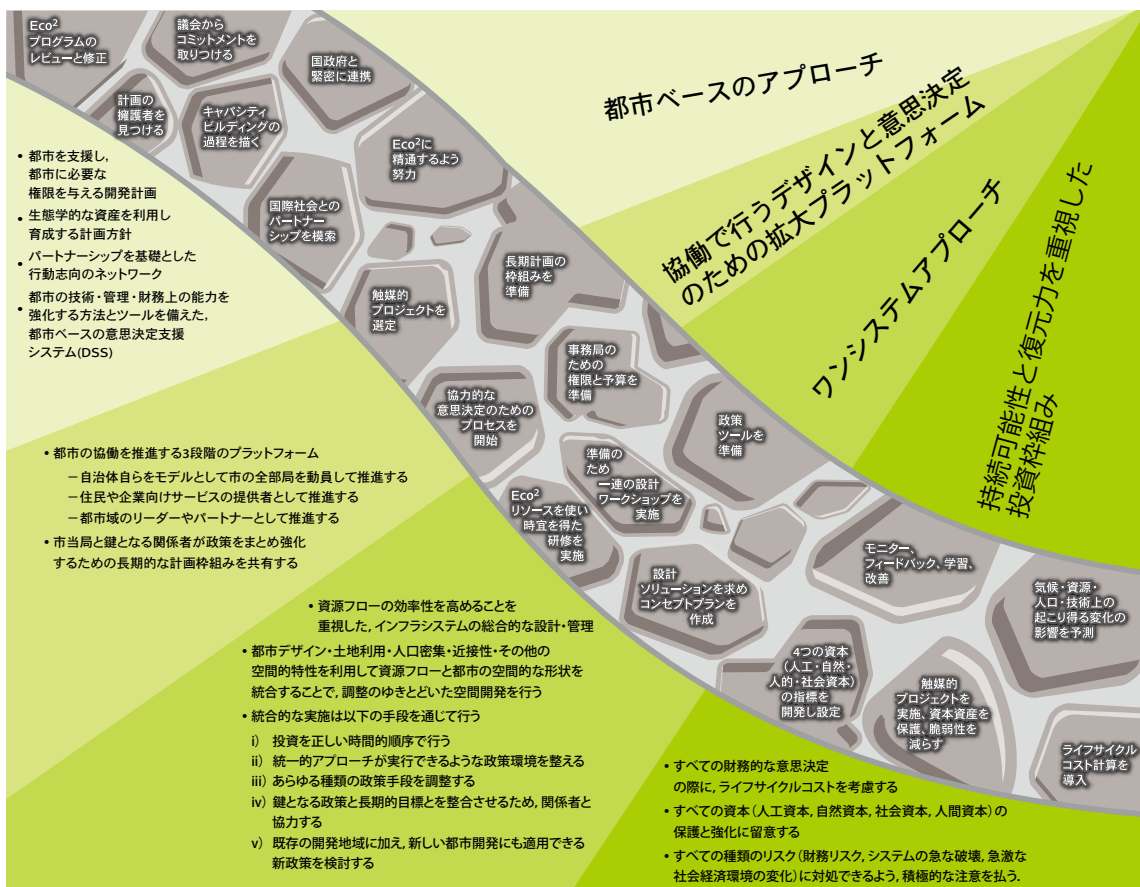 Eco²
プログラムの
レビューと修正
議会から
コミットメントを
取りつける
国政府と
緊密に連携
計画の
擁護者を
見つける
キャパシティ
ビルディングの
過程を描く
Eco²に
精通するよう
努力
国際社会との
パートナー
シップを模索
長期計画の
枠組みを
準備
触媒的
プロジェクトを
選定
事務局の
ための
権限と予算を
準備
協力的な
意思決定のための
プロセスを
開始
政策
ツールを
準備
準備の
ため
一連の設計
ワークショップを
実施
Eco²
リソースを使い
時宜を得た
研修を
実施
設計
ソリューションを求め
コンセプトプランを
作成
モニター、
フィードバック、学習、
改善
気候・資源・
人口・技術上の
起こり得る変化の
影響を予測
4つの資本
（人工・自然・
人的・社会資本）
の指標を
開発し設定
触媒的
プロジェクトを
実施、資本資産を
保護、脆弱性を
減らす
ライフサイクル
コスト計算を
導入
都市ベースのアプローチ
協働で行うデザインと意思決定
のための拡大プラットフォーム
ワンシステムアプローチ
持続可能性と復元力を重視した
投資枠組み
• 都市を支援し，
都市に必要な
権限を与える開発計画
• 生態学的な資産を利用し
育成する計画方針
• パートナーシップを基礎とした
行動志向のネットワーク
• 都市の技術・管理・財務上の能力を
強化する方法とツールを備えた，
都市ベースの意思決定支援
システム(DSS)
• 都市の協働を推進する3段階のプラットフォーム
－自治体自らをモデルとして市の全部局を動員して推進する
－住民や企業向けサービスの提供者として推進する
－都市域のリーダーやパートナーとして推進する
• 市当局と鍵となる関係者が政策をまとめ強化
するための長期的な計画枠組みを共有する
• 資源フローの効率性を高めることを
重視した，インフラシステムの総合的な設計・管理
• 都市デザイン・土地利用・人口密集・近接性・その他の
空間的特性を利用して資源フローと都市の空間的な形状を
統合することで，調整のゆきとどいた空間開発を行う
• 統合的な実施は以下の手段を通じて行う
i) 投資を正しい時間的順序で行う
ii) 統一的アプローチが実行できるような政策環境を整える
iii) あらゆる種類の政策手段を調整する
iv) 鍵となる政策と長期的目標とを整合させるため，関係者と
協力する
v) 既存の開発地域に加え，新しい都市開発にも適用できる
新政策を検討する
• すべての財務的な意思決定
の際に，ライフサイクルコストを考慮する
• すべての資本（人工資本，自然資本，社会資本，人間資本）の
保護と強化に留意する
• すべての種類のリスク（財務リスク，システムの急な破壊，急激な
社会経済環境の変化）に対処できるよう，積極的な注意を払う．